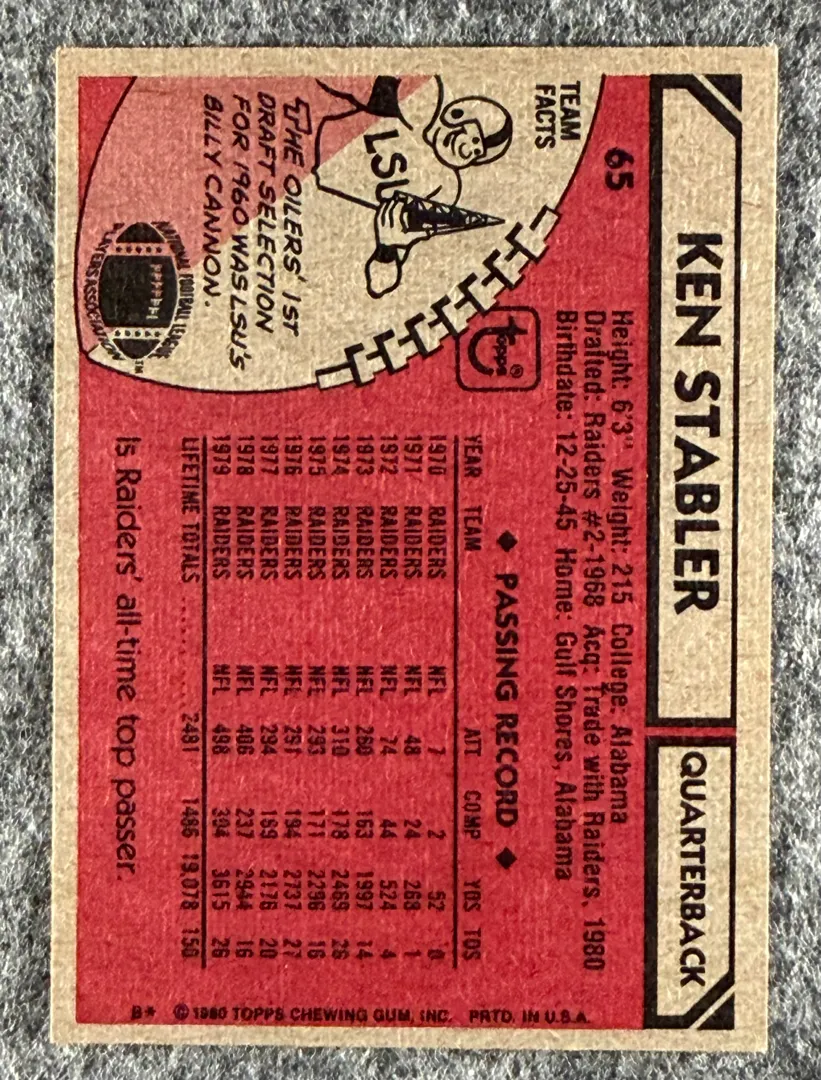 KEN STABLER
QUARTERBACK
65
Height: 6'3" Weight: 215 College: Alabama
Drafted: Raiders #2-1968 Acq: Trade with Raiders, 1980
Birthdate: 12-25-45 Home: Gulf Shores, Alabama
TEAM
FACTS
LSU
THE OILERS' 1ST
DRAFT SELECTION
FOR 1960 WAS LSU'S
BILLY CANNON.
NATIONAL FOOTBALL LEAGUE
PLAYERS ASSOCIATION
TM
topps®
◆ PASSING RECORD ◆
YEAR TEAM ATT COMP YDS TDS
1970 RAIDERS NFL 7 2 52 0
1971 RAIDERS NFL 48 24 268 1
1972 RAIDERS NFL 74 44 524 4
1973 RAIDERS NFL 260 163 1997 14
1974 RAIDERS NFL 310 178 2469 26
1975 RAIDERS NFL 293 171 2296 16
1976 RAIDERS NFL 291 194 2737 27
1977 RAIDERS NFL 294 169 2176 20
1978 RAIDERS NFL 406 237 2944 16
1979 RAIDERS NFL 498 304 3615 26
LIFETIME TOTALS ........ 2481 1486 19,078 150
Is Raiders' all-time top passer.
B* © 1980 TOPPS CHEWING GUM, INC. PRTD. IN U.S.A.